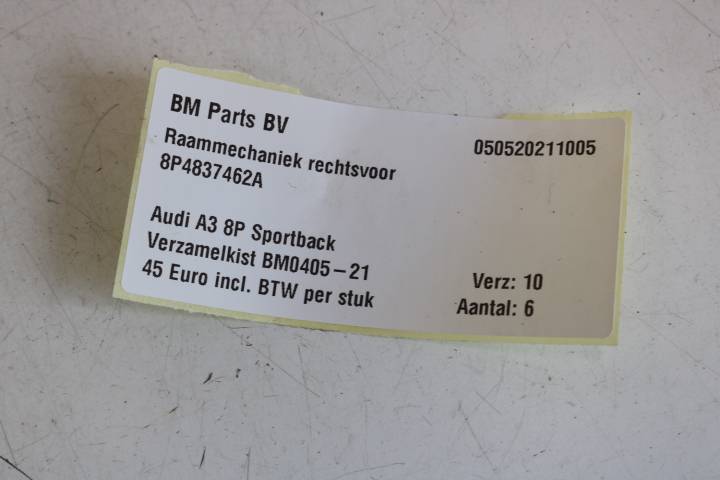 BM Parts BV
050520211005
Raammechaniek rechtsvoor
8P4837462A
Audi A3 8P Sportback
Verzamelkist BM0405-21
45 Euro incl. BTW per stuk
Verz: 10
Aantal: 6